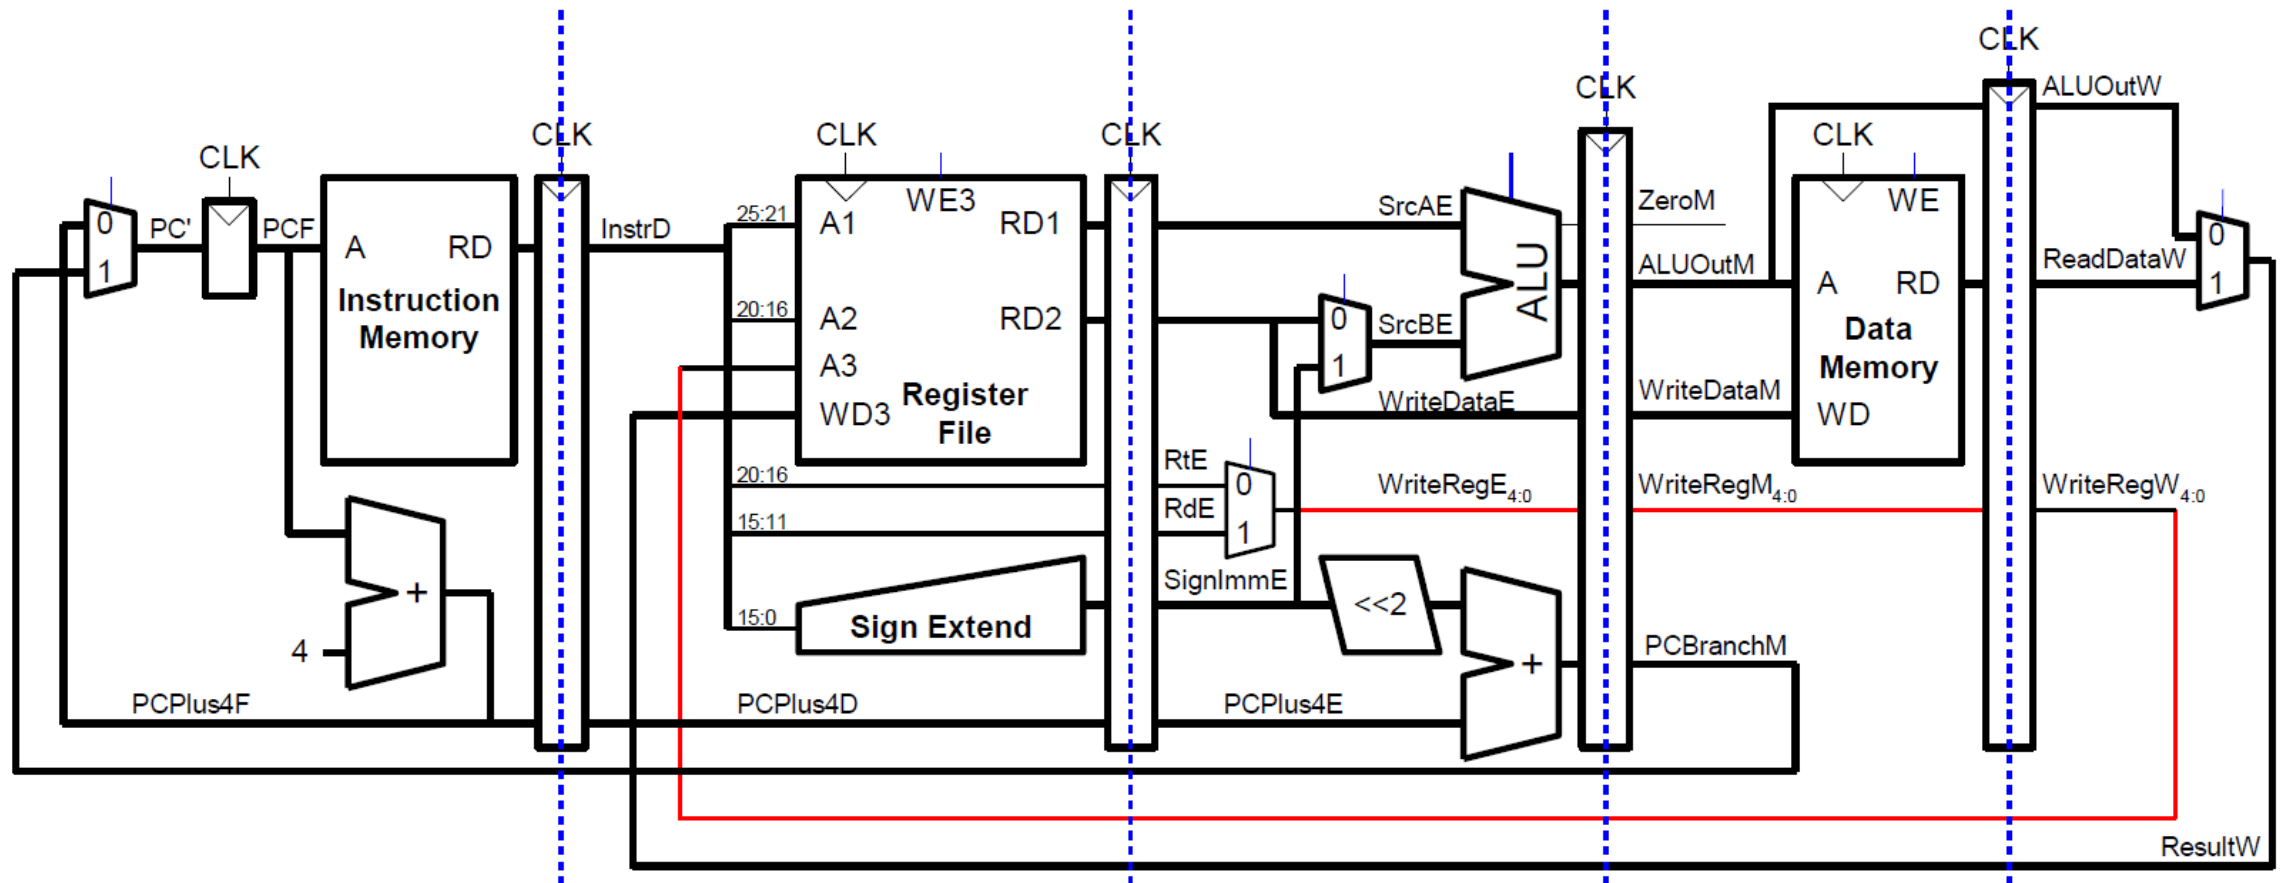 CLK
ALUOutW
CLK
CLK
CLK
CLK
CLK
CLK
CLK
0
1
PC'
PCF
A
RD
Instruction
Memory
InstrD
25:21
20:16
A1
A2
A3
WD3
WE3
RD1
RD2
Register
File
SrcAE
0
1
SrcBE
ALU
ZeroM
ALUOutM
WE
A
RD
Data
Memory
WD
ReadDataW
0
1
WriteDataE
WriteDataM
20:16
15:11
RtE
RdE
0
1
WriteRegE4:0
WriteRegM4:0
WriteRegW4:0
+
4
15:0
Sign Extend
SignImmE
<<2
+
PCBranchM
PCPlus4F
PCPlus4D
PCPlus4E
ResultW